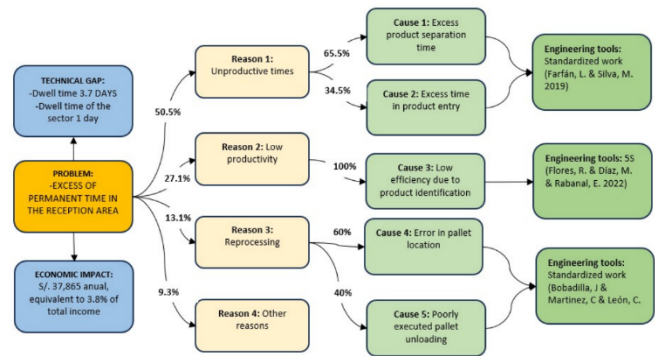 TECHNICAL GAP:
-Dwell time 3.7 DAYS
-Dwell time of the
sector 1 day
PROBLEM:
-EXCESS OF
PERMANENT TIME IN
THE RECEPTION AREA
ECONOMIC IMPACT:
S/. 37,865 anual,
equivalent to 3.8% of
total income
50.5%
27.1%
13.1%
9.3%
Reason 1:
Unproductive times
Reason 2: Low
productivity
Reason 3:
Reprocessing
Reason 4: Other
reasons
65.5%
34.5%
100%
60%
40%
Cause 1: Excess
product separation
time
Cause 2: Excess time
in product entry
Cause 3: Low
efficiency due to
product identification
Cause 4: Error in pallet
location
Cause 5: Poorly
executed pallet
unloading
Engineering tools:
Standardized work
(Farfán, L. & Silva, M.
2019)
Engineering tools: 5S
(Flores, R. & Díaz, M.
& Rabanal, E. 2022)
Engineering tools:
Standardized work
(Bobadilla, J &
Martinez, C & León, C.